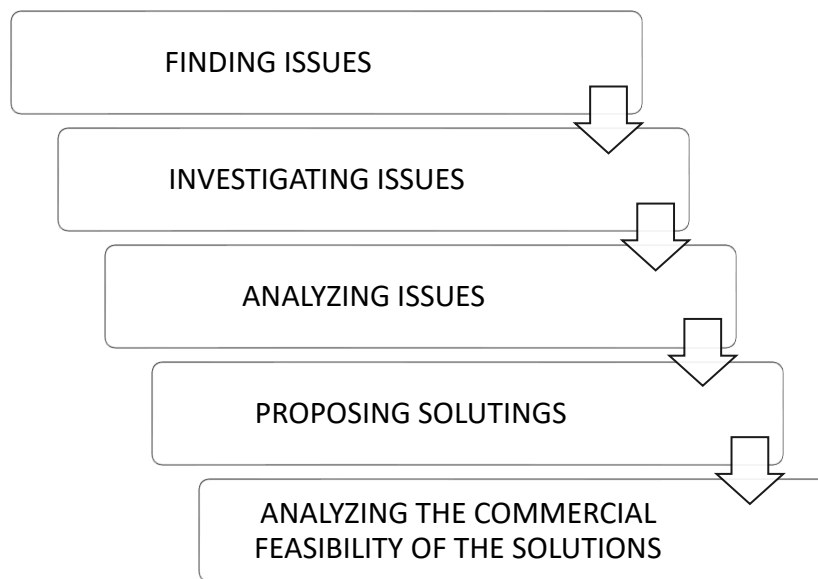 FINDING ISSUES
INVESTIGATING ISSUES
ANALYZING ISSUES
PROPOSING SOLUTINGS
ANALYZING THE COMMERCIAL
FEASIBILITY OF THE SOLUTIONS